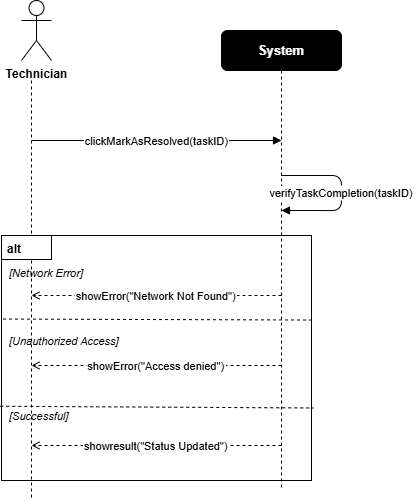 System
Technician
clickMarkAsResolved(taskID)
verifyTaskCompletion(taskID)
alt
[Network Error]
showError("Network Not Found")
[Unauthorized Access]
showError("Access denied")
[Successful]
showresult("Status Updated")